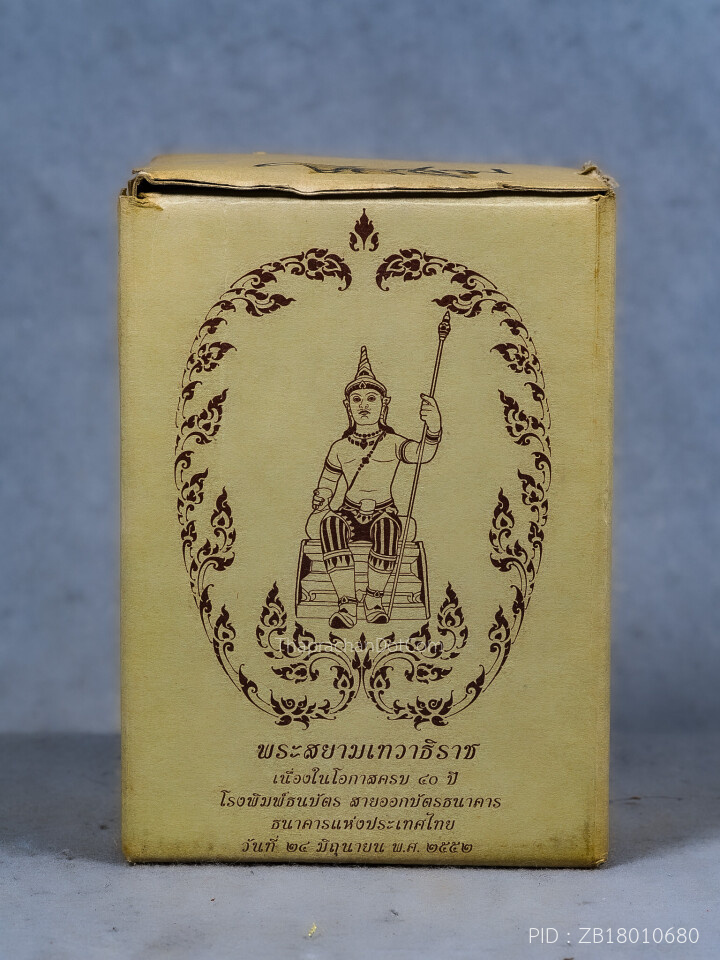 ThaprachanDotCom
พระสยามเทวาธิราช
เนื่องในโอกาสครบ ๔๐ ปี
โรงพิมพ์ธนบัตร สายออกบัตรธนาคาร
ธนาคารแห่งประเทศไทย
วันที่ ๒๔ มิถุนายน พ.ศ. ๒๕๕๒
PID : ZB18010680